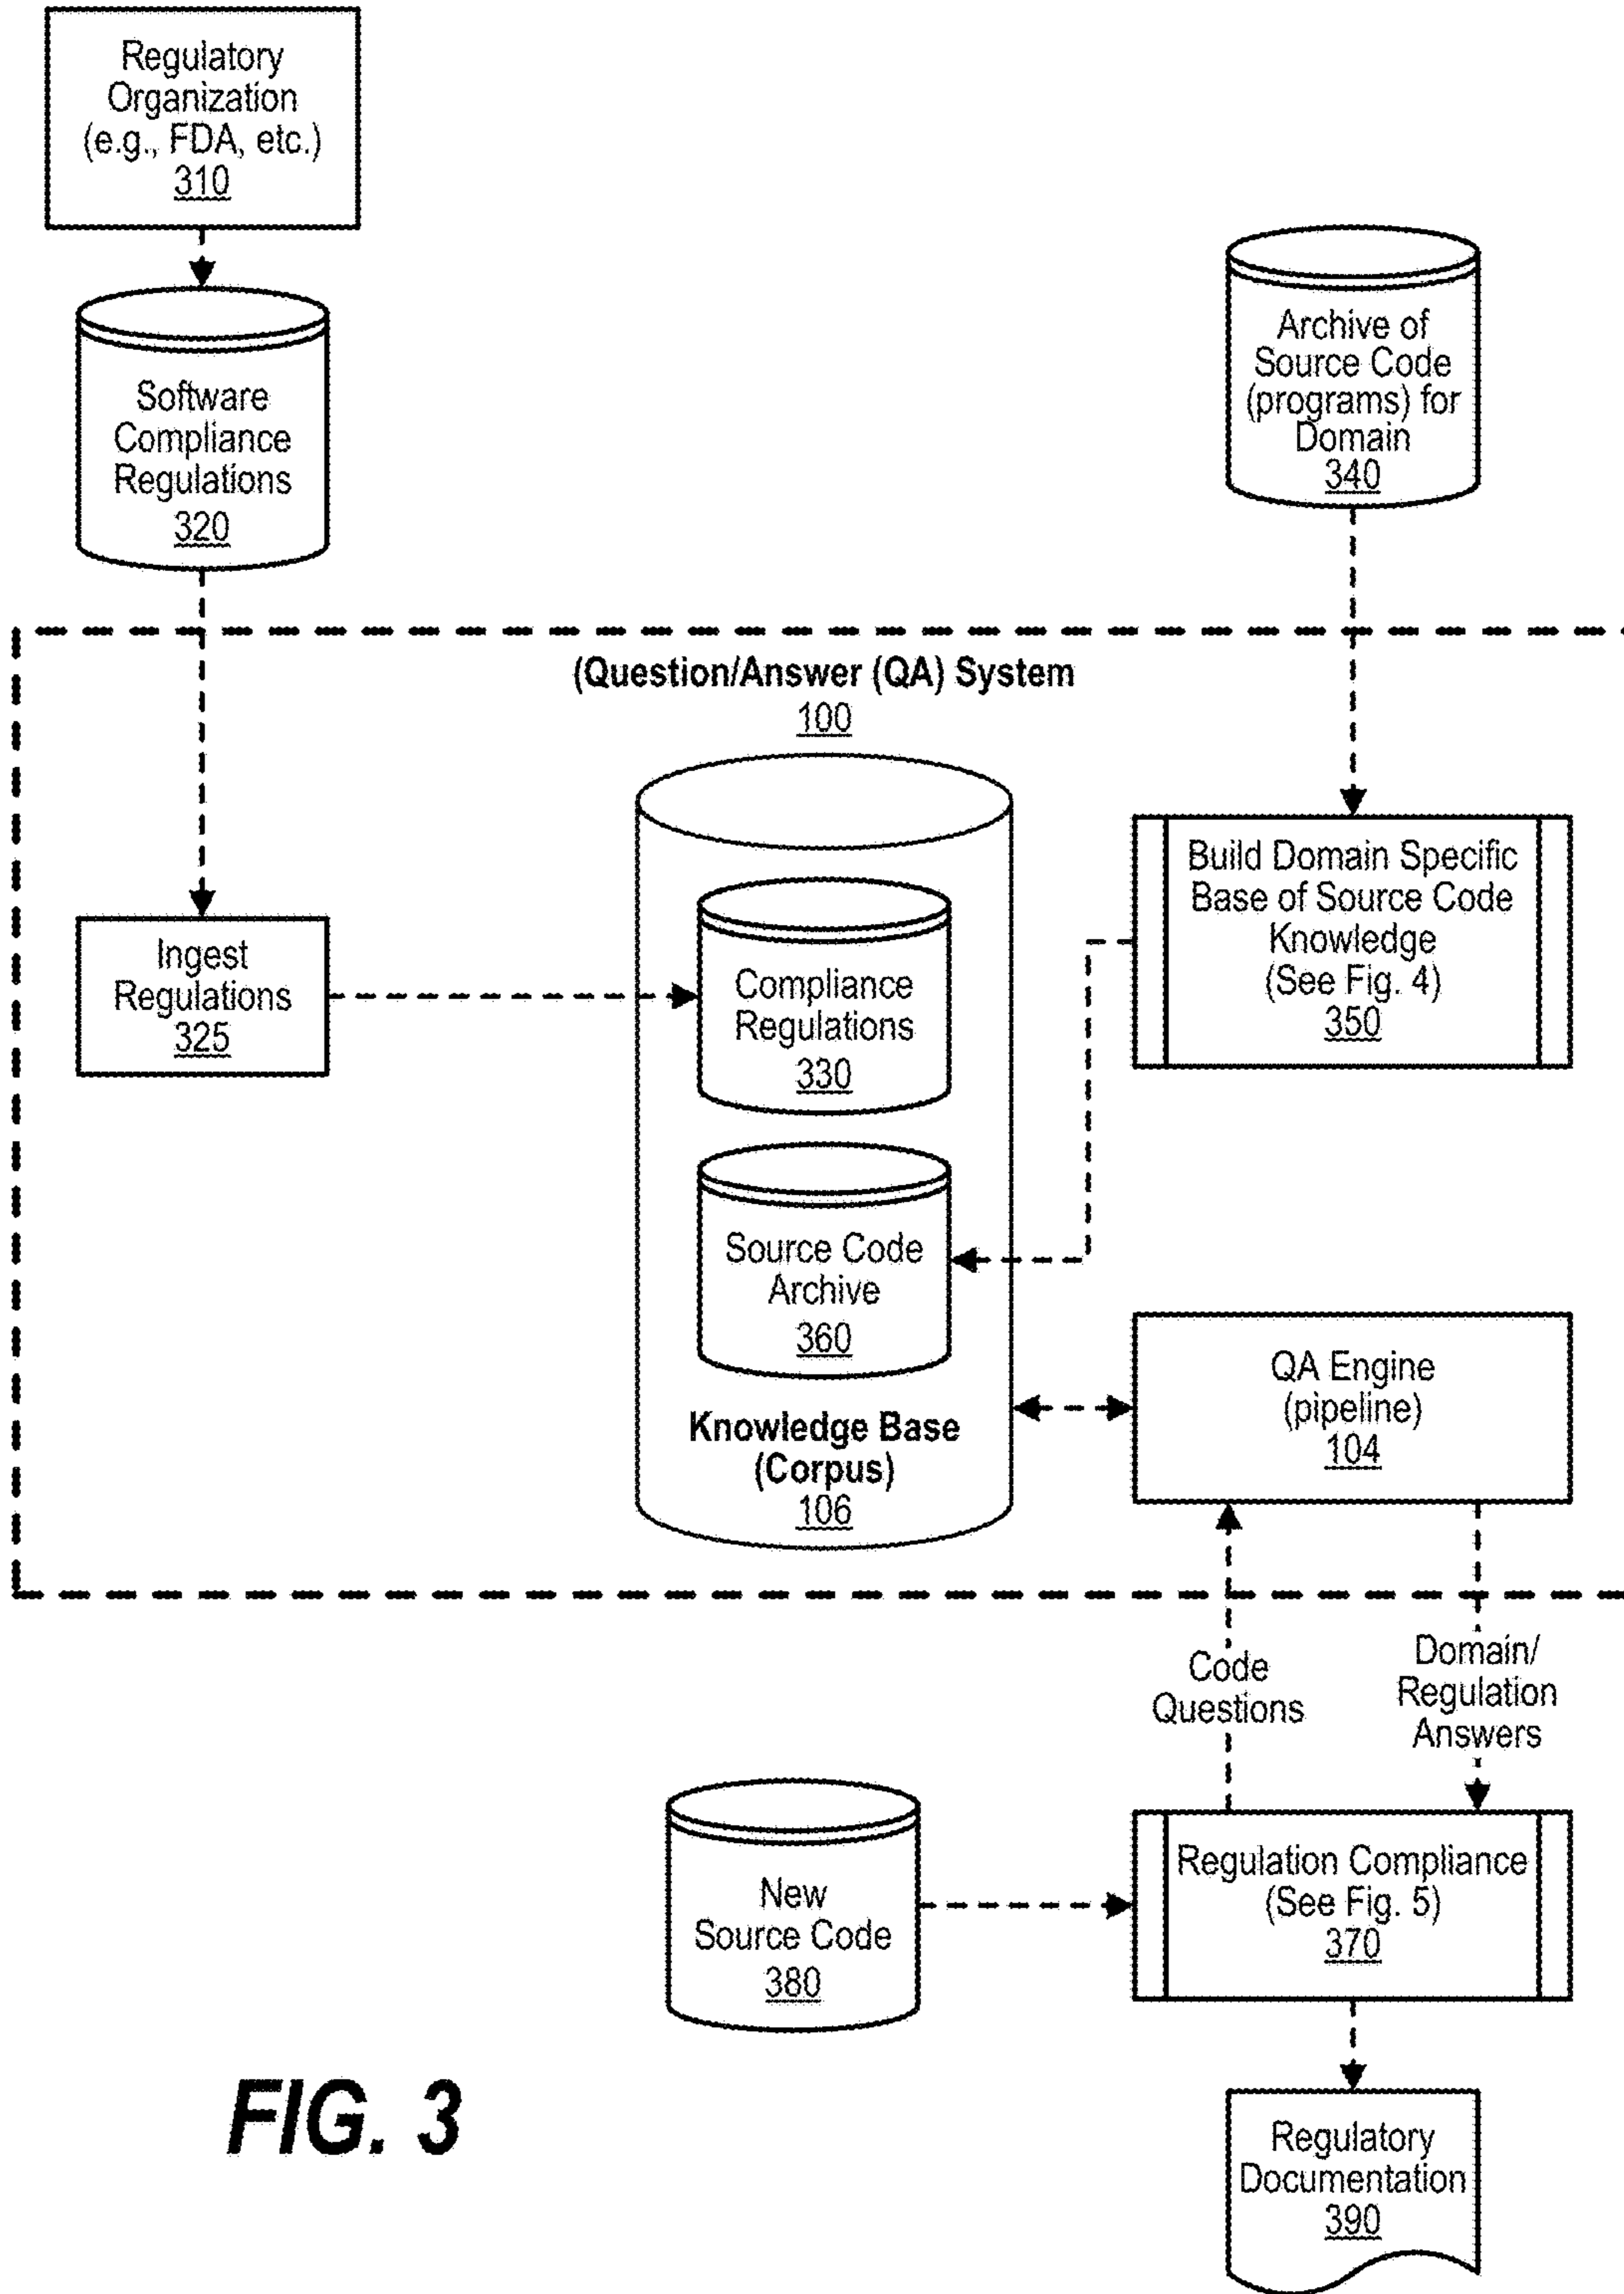 Regulatory
Organization
(e.g., FDA, etc.)
310
Software
Compliance
Regulations
320
Archive of
Source Code
(programs) for
Domain
340
(Question/Answer (QA) System
100
Ingest
Regulations
325
Compliance
Regulations
330
Build Domain Specific
Base of Source Code
Knowledge
(See Fig. 4)
350
Source Code
Archive
360
Knowledge Base
(Corpus)
106
QA Engine
(pipeline)
104
Code
Questions
Domain/
Regulation
Answers
New
Source Code
380
Regulation Compliance
(See Fig. 5)
370
Regulatory
Documentation
390
FIG. 3